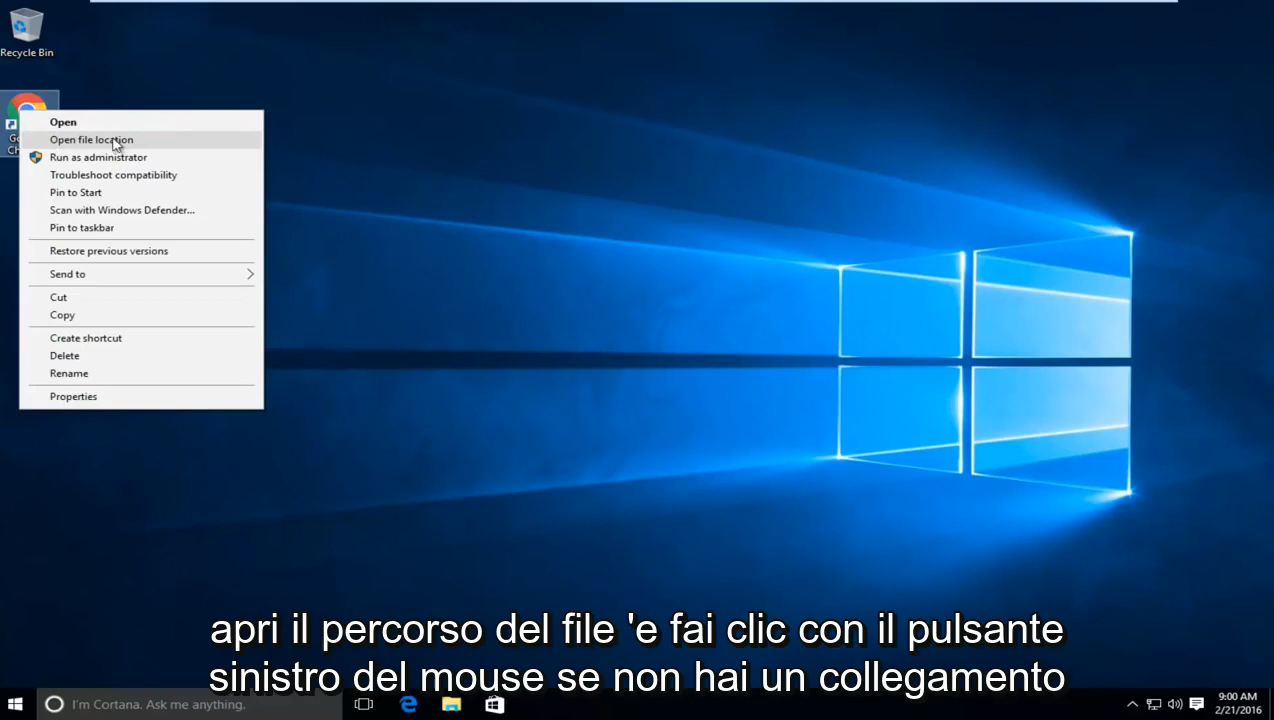 Recycle Bin
Open
Open file location
Run as administrator
Troubleshoot compatibility
Pin to Start
Scan with Windows Defender...
Pin to taskbar
Restore previous versions
Send to
Cut
Copy
Create shortcut
Delete
Rename
Properties
apri il percorso del file 'e fai clic con il pulsante
sinistro del mouse se non hai un collegamento
I'm Cortana. Ask me anything.
9:00 AM
2/21/2016